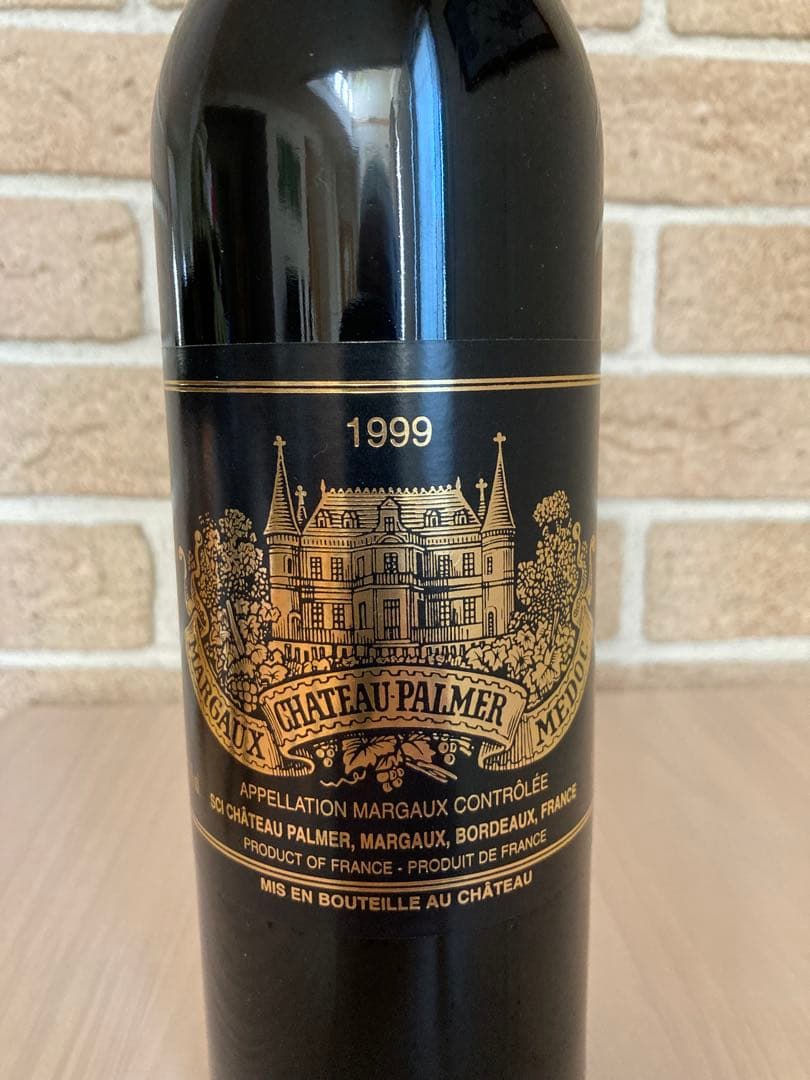 1999
MARGAUX
CHATEAU·PALMER
MEDOC
APPELLATION MARGAUX CONTRÔLÉE
SCI CHÂTEAU PALMER, MARGAUX, BORDEAUX, FRANCE
PRODUCT OF FRANCE - PRODUIT DE FRANCE
MIS EN BOUTEILLE AU CHÂTEAU